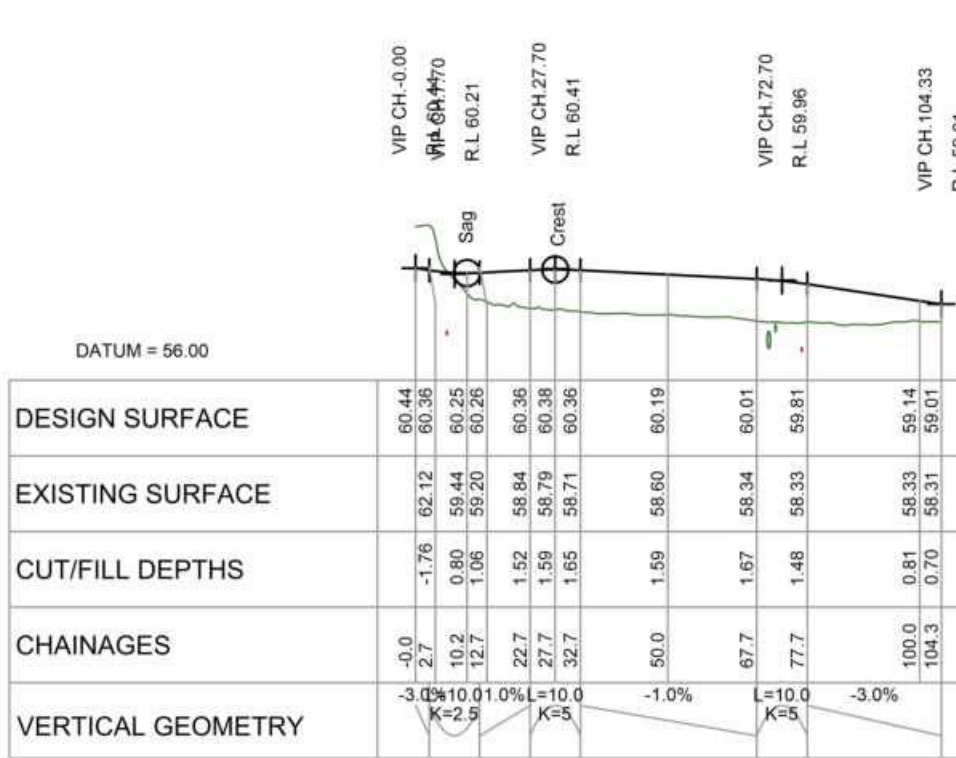 VIP CH.-0.00
VIP CH.7.70
R.L 60.21
VIP CH.27.70
R.L 60.41
VIP CH.72.70
R.L 59.96
VIP CH.104.33
Sag
Crest
DATUM = 56.00
DESIGN SURFACE 60.44 60.36 60.25 60.26 60.36 60.38 60.36 60.19 60.01 59.81 59.14 59.01
EXISTING SURFACE 62.12 59.44 59.20 58.84 58.79 58.71 58.60 58.34 58.33 58.33 58.31
CUT/FILL DEPTHS -1.76 0.80 1.06 1.52 1.59 1.65 1.59 1.67 1.48 0.81 0.70
CHAINAGES -0.0 2.7 10.2 12.7 22.7 27.7 32.7 50.0 67.7 77.7 100.0 104.3
-3.0% L=10.0 1.0% L=10.0 -1.0% L=10.0 -3.0%
K=2.5 K=5 K=5
VERTICAL GEOMETRY